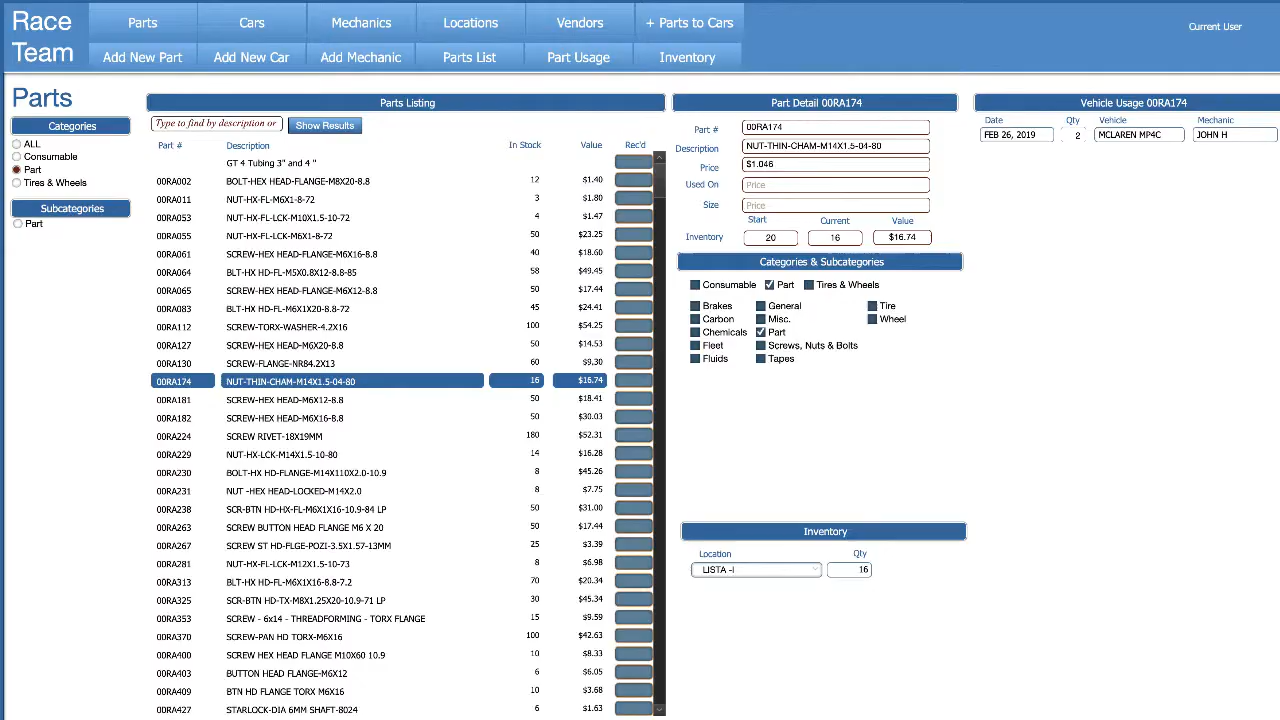 Race Team
Parts Cars Mechanics Locations Vendors + Parts to Cars
Current User
Add New Part Add New Car Add Mechanic Parts List Part Usage Inventory
Parts
Categories
ALL
Consumable
Part
Tires & Wheels
Subcategories
Part
Parts Listing
Type to find by description or Show Results
Part # Description In Stock Value Rec'd
GT 4 Tubing 3" and 4 "
00RA002 BOLT-HEX HEAD-FLANGE-M8X20-8.8 12 $1.40
00RA011 NUT-HX-FL-M6X1-8-72 3 $1.80
00RA053 NUT-HX-FL-LCK-M10X1.5-10-72 4 $1.47
00RA055 NUT-HX-FL-LCK-M6X1-8-72 50 $23.25
00RA061 SCREW-HEX HEAD-FLANGE-M6X16-8.8 40 $18.60
00RA064 BLT-HX HD-FL-M5X0.8X12-8.8-85 58 $49.45
00RA065 SCREW-HEX HEAD-FLANGE-M6X12-8.8 50 $17.44
00RA083 BLT-HX HD-FL-M6X1X20-8.8-72 45 $24.41
00RA112 SCREW-TORX-WASHER-4.2X16 100 $54.25
00RA127 SCREW-HEX HEAD-M6X20-8.8 50 $14.53
00RA130 SCREW-FLANGE-NR84.2X13 60 $9.30
00RA174 NUT-THIN-CHAM-M14X1.5-04-80 16 $16.74
00RA181 SCREW-HEX HEAD-M6X12-8.8 50 $18.41
00RA182 SCREW-HEX HEAD-M6X16-8.8 50 $30.03
00RA224 SCREW RIVET-18X19MM 180 $52.31
00RA229 NUT-HX-LCK-M14X1.5-10-80 14 $16.28
00RA230 BOLT-HX HD-FLANGE-M14X110X2.0-10.9 8 $45.26
00RA231 NUT -HEX HEAD-LOCKED-M14X2.0 8 $7.75
00RA238 SCR-BTN HD-HX-FL-M6X1X16-10.9-84 LP 50 $31.00
00RA263 SCREW BUTTON HEAD FLANGE M6 X 20 50 $17.44
00RA267 SCREW ST HD-FLGE-POZI-3.5X1.57-13MM 25 $3.39
00RA281 NUT-HX-FL-LCK-M12X1.5-10-73 8 $6.98
00RA313 BLT-HX HD-FL-M6X1X16-8.8-7.2 70 $20.34
00RA325 SCR-BTN HD-TX-M8X1.25X20-10.9-71 LP 30 $45.34
00RA353 SCREW - 6x14 - THREADFORMING - TORX FLANGE 15 $9.59
00RA370 SCREW-PAN HD TORX-M6X16 100 $42.63
00RA400 SCREW HEX HEAD FLANGE M10X60 10.9 10 $8.33
00RA403 BUTTON HEAD FLANGE-M6X12 6 $6.05
00RA409 BTN HD FLANGE TORX M6X16 10 $3.68
00RA427 STARLOCK-DIA 6MM SHAFT-8024 6 $1.63
Part Detail 00RA174
Part # 00RA174
Description NUT-THIN-CHAM-M14X1.5-04-80
Price $1.046
Used On Price
Size Price
Start Current Value
Inventory 20 16 $16.74
Categories & Subcategories
Consumable Part Tires & Wheels
Brakes General Tire
Carbon Misc. Wheel
Chemicals Part
Fleet Screws, Nuts & Bolts
Fluids Tapes
Inventory
Location Qty
LISTA -I 16
Vehicle Usage 00RA174
Date Qty Vehicle Mechanic
FEB 26, 2019 2 MCLAREN MP4C JOHN H